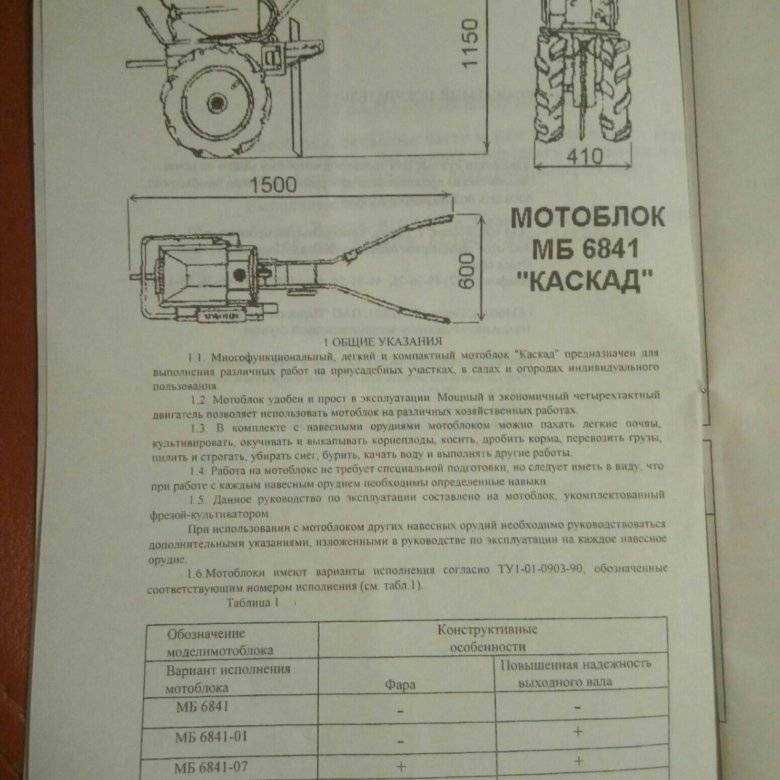 1150
410
1500
600
МОТОБЛОК
МБ 6841
"КАСКАД"
1 ОБЩИЕ УКАЗАНИЯ
1.1. Многофункциональный, легкий и компактный мотоблок "Каскад" предназначен для
выполнения различных работ на приусадебных участках, в садах и огородах индивидуального
пользования.
1.2 Мотоблок удобен и прост в эксплуатации. Мощный и экономичный четырехтактный
двигатель позволяет использовать мотоблок на различных хозяйственных работах.
1.3. В комплекте с навесными орудиями мотоблоком можно пахать легкие почвы,
культивировать, окучивать и выкапывать корнеплоды, косить, дробить корма, перевозить грузы,
пилить и строгать, убирать снег, бурить, качать воду и выполнять другие работы.
1.4. Работа на мотоблоке не требует специальной подготовки, но следует иметь в виду, что
при работе с каждым навесным орудием необходимы определенные навыки
1.5. Данное руководство по эксплуатации составлено на мотоблок, укомплектованный
фрезой-культиватором
При использовании с мотоблоком других навесных орудий необходимо руководствоваться
дополнительными указаниями, изложенными в руководстве по эксплуатации на каждое навесное
орудие.
1.6.Мотоблоки имеют варианты исполнения согласно ТУ1-01-0903-90, обозначенные
соответствующим номером исполнения (см. табл.1).
Таблица 1
Обозначение
моделимотоблока
Конструктивные
особенности
Вариант исполнения
мотоблока
Фара
Повышенная надежность
выходного вала
МБ 6841 - -
МБ 6841-01 - +
МБ 6841-07 + +